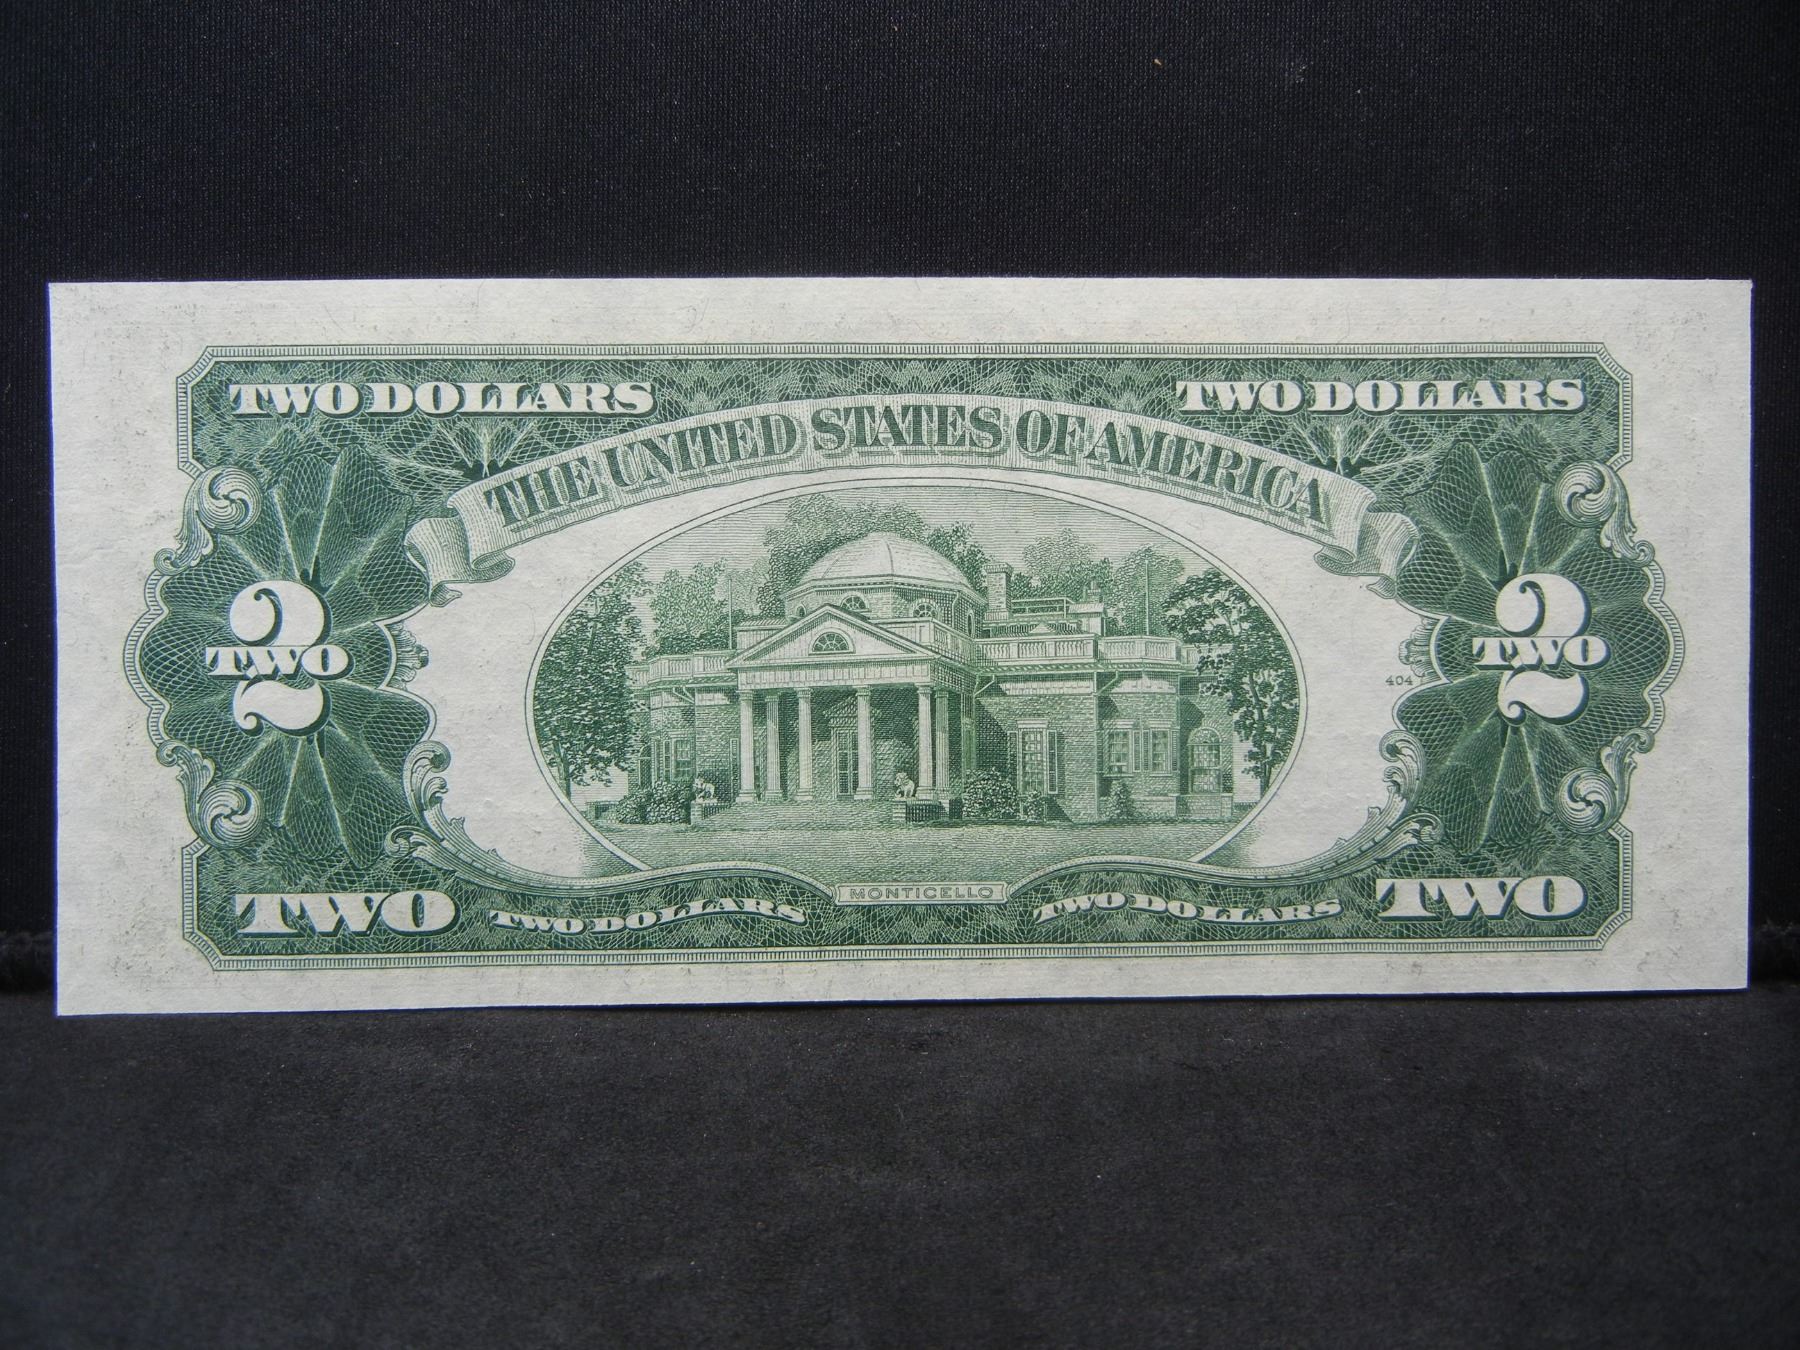 TWO DOLLARS TWO DOLLARS
THE UNITED STATES OF AMERICA
2 2
TWO TWO
404
MONTICELLO
TWO TWO DOLLARS TWO DOLLARS TWO